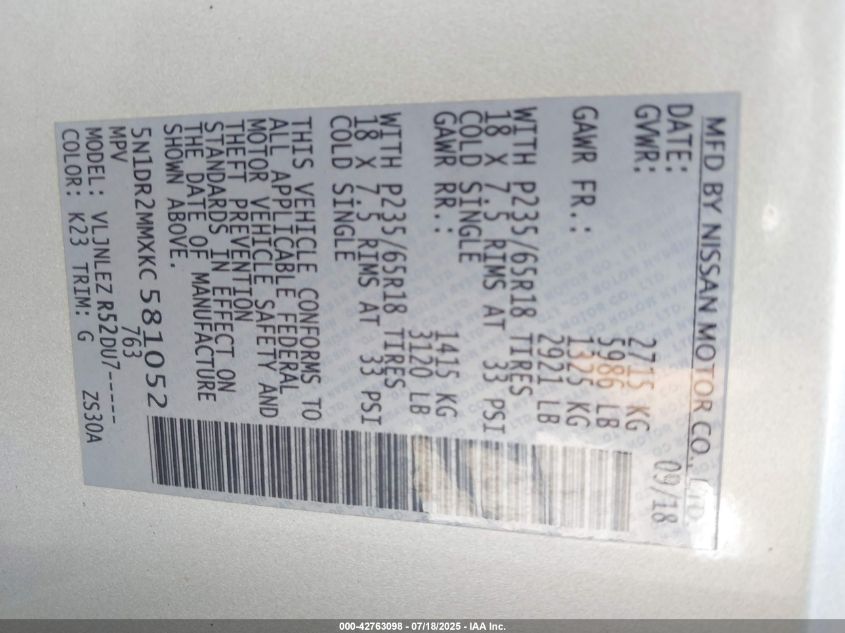 MFD BY NISSAN MOTOR CO., LTD.
DATE: 09/18
GVWR: 2715 KG
5986 LB
GAWR FR.: 1325 KG
2921 LB
WITH P235/65R18 TIRES
18 X 7.5 RIMS AT 33 PSI
COLD SINGLE
GAWR RR.: 1415 KG
3120 LB
WITH P235/65R18 TIRES
18 X 7.5 RIMS AT 33 PSI
COLD SINGLE
THIS VEHICLE CONFORMS TO
ALL APPLICABLE FEDERAL
MOTOR VEHICLE SAFETY AND
THEFT PREVENTION
STANDARDS IN EFFECT ON
THE DATE OF MANUFACTURE
SHOWN ABOVE.
5N1DR2MMXKC581052
MPV 763
MODEL: VLJNLEZ R52DU7-----
COLOR: K23 TRIM: G ZS30A
000-42763098 - 07/18/2025 - IAA Inc.